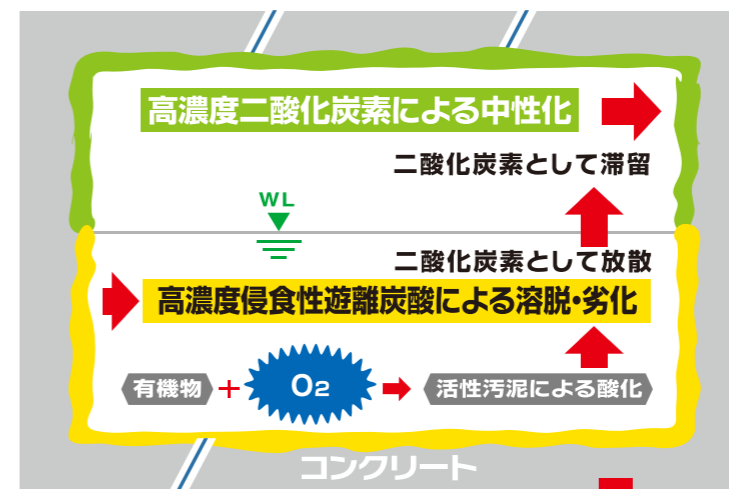 高濃度二酸化炭素による中性化
二酸化炭素として滞留
WL
二酸化炭素として放散
高濃度侵食性遊離炭酸による溶脱・劣化
有機物 + O2 活性汚泥による酸化
コンクリート